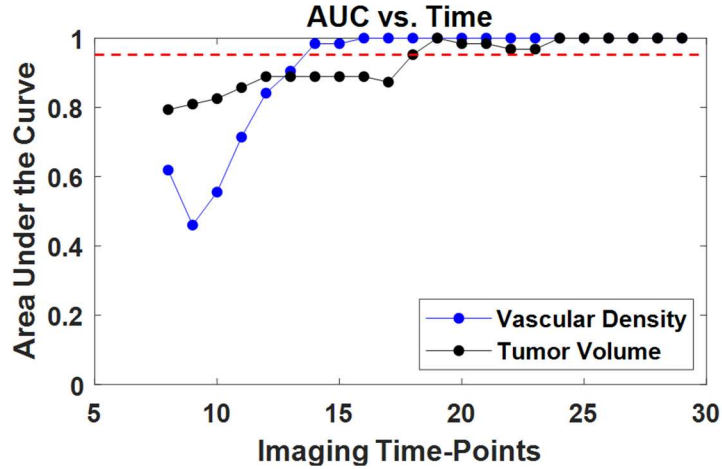 AUC vs. Time
Area Under the Curve
1
0.8
0.6
0.4
0.2
0
Vascular Density
Tumor Volume
5 10 15 20 25 30
Imaging Time-Points